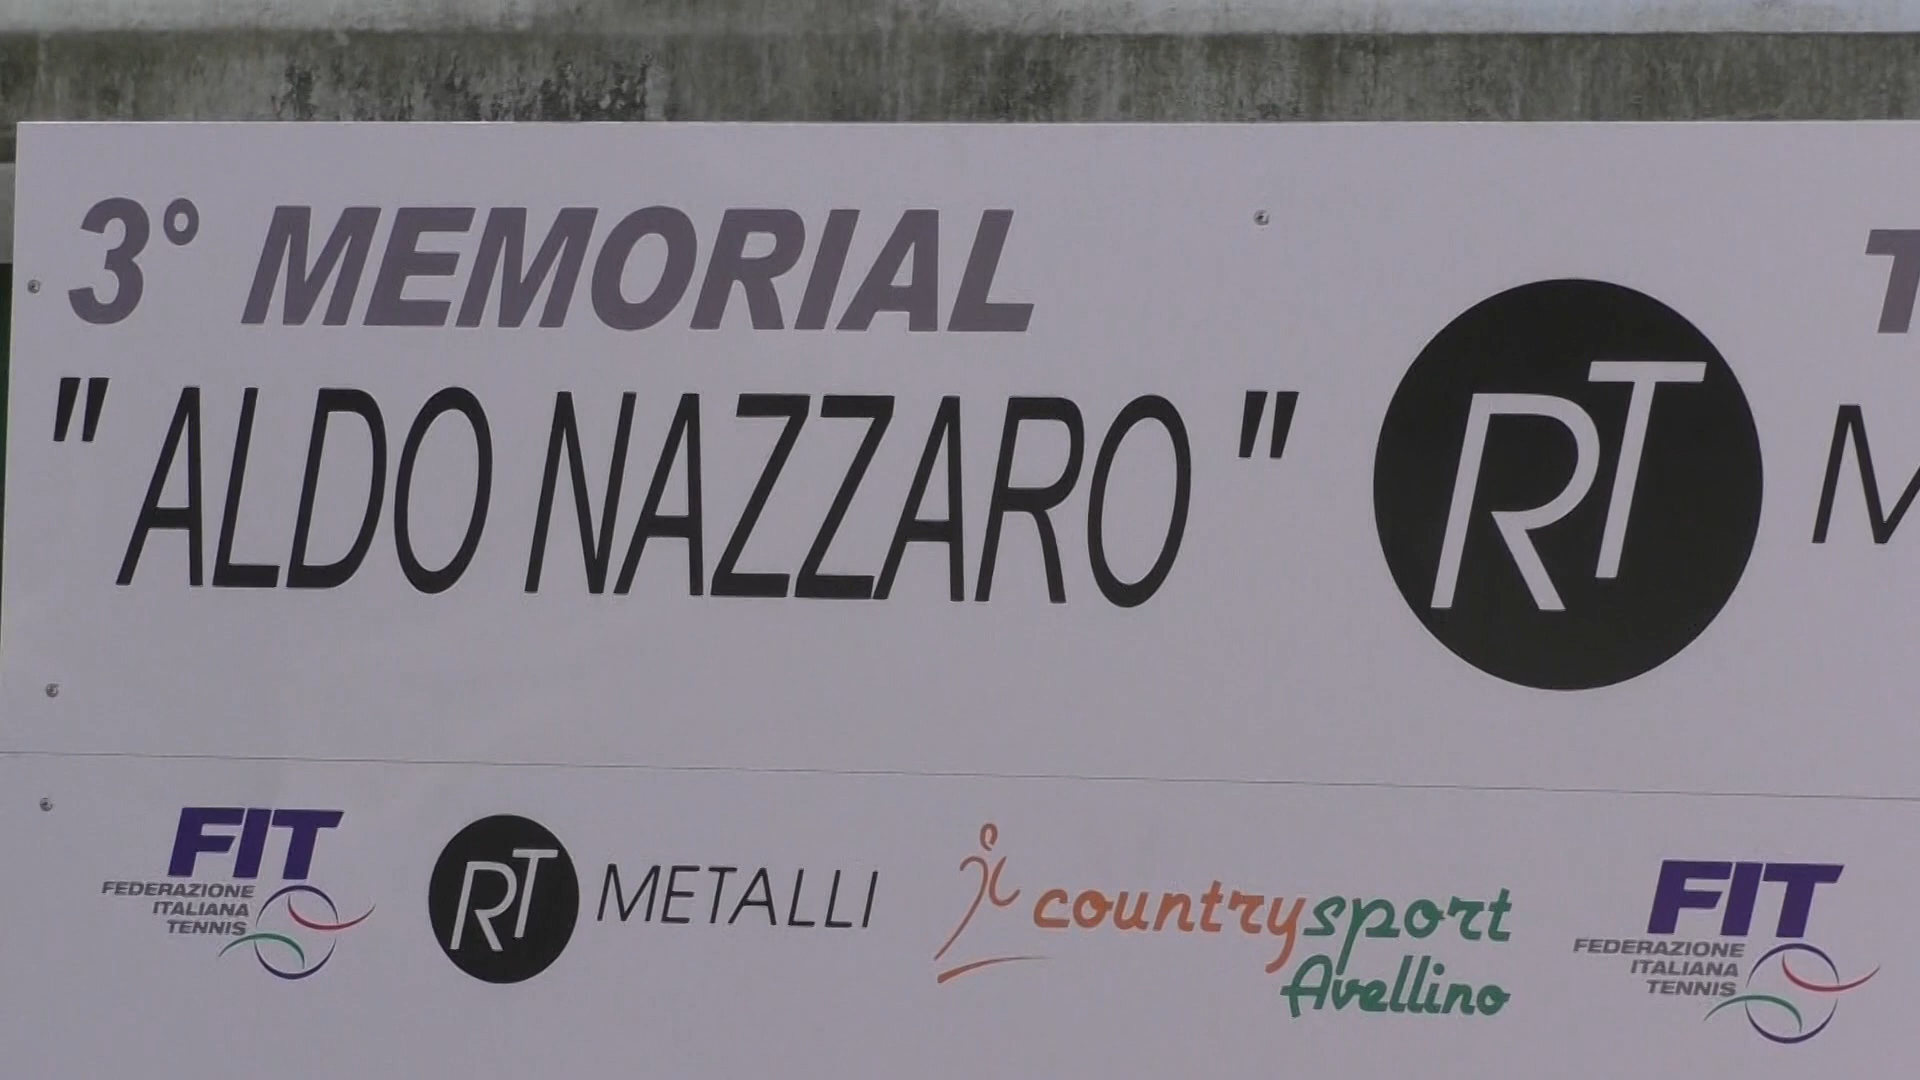 3° MEMORIAL
" ALDO NAZZARO "
RT
FIT
FEDERAZIONE
ITALIANA
TENNIS
RT METALLI
countrysport
Avellino
FIT
FEDERAZIONE
ITALIANA
TENNIS